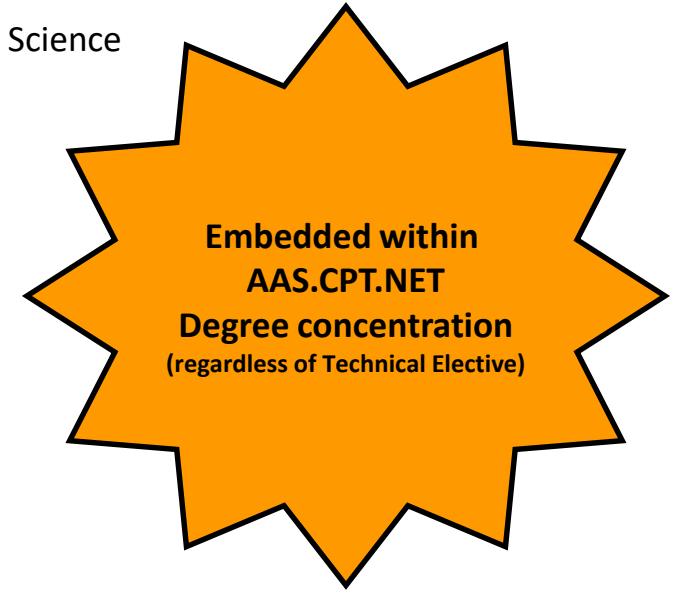 Science
Embedded within
AAS.CPT.NET
Degree concentration
(regardless of Technical Elective)